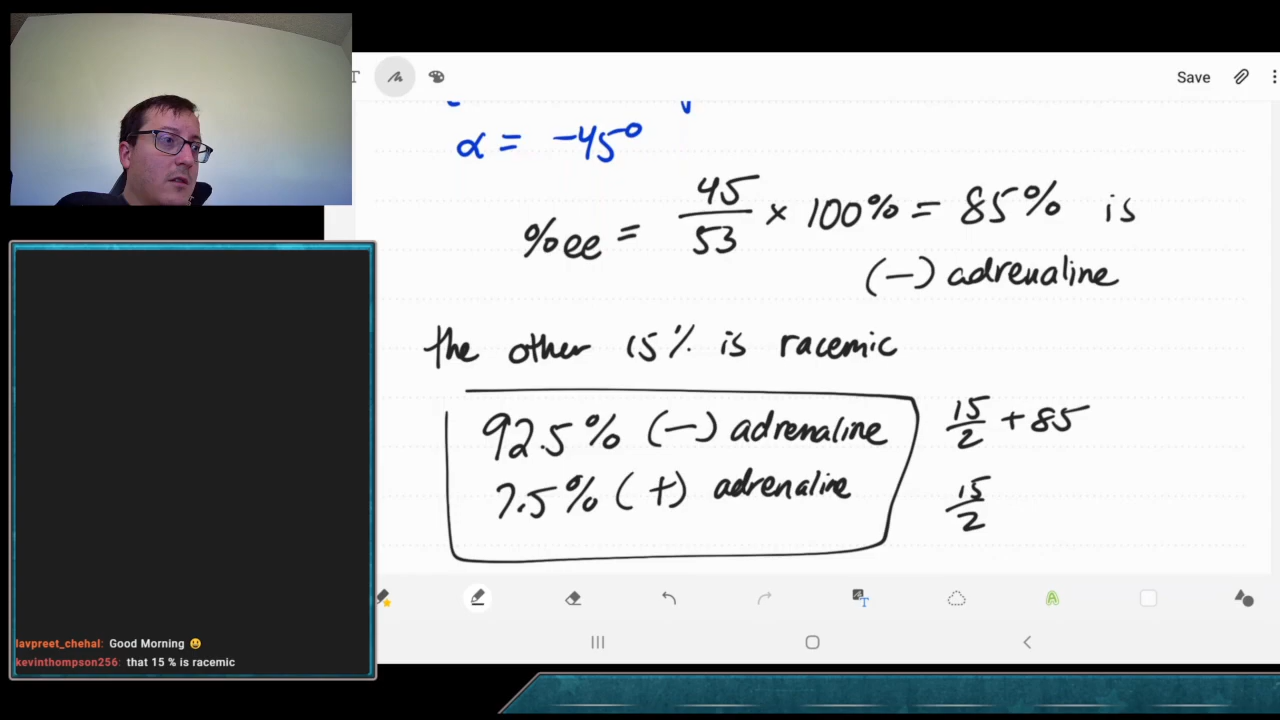 T
Save
α = -45°
%ee = 45/53 × 100% = 85% is
(-) adrenaline
the other 15% is racemic
92.5% (-) adrenaline
7.5% (+) adrenaline
15/2 + 85
15/2
A
T
lavpreet_chehal: Good Morning 😃
kevinthompson256: that 15 % is racemic